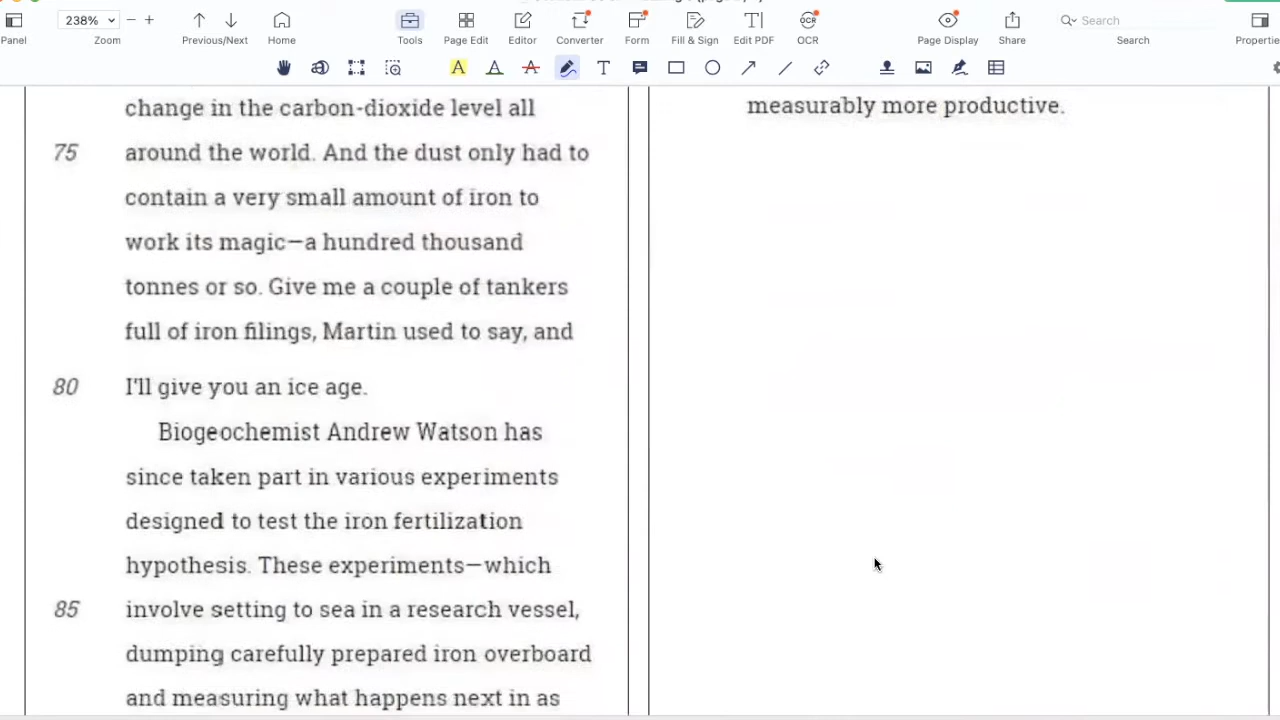 238%
Panel
Zoom
Previous/Next
Home
Tools
Page Edit
Editor
Converter
Form
Fill & Sign
Edit PDF
OCR
OCR
Page Display
Share
Search
Search
Propertie
change in the carbon-dioxide level all
75 around the world. And the dust only had to
contain a very small amount of iron to
work its magic—a hundred thousand
tonnes or so. Give me a couple of tankers
full of iron filings, Martin used to say, and
80 I'll give you an ice age.
Biogeochemist Andrew Watson has
since taken part in various experiments
designed to test the iron fertilization
hypothesis. These experiments—which
85 involve setting to sea in a research vessel,
dumping carefully prepared iron overboard
and measuring what happens next in as
measurably more productive.